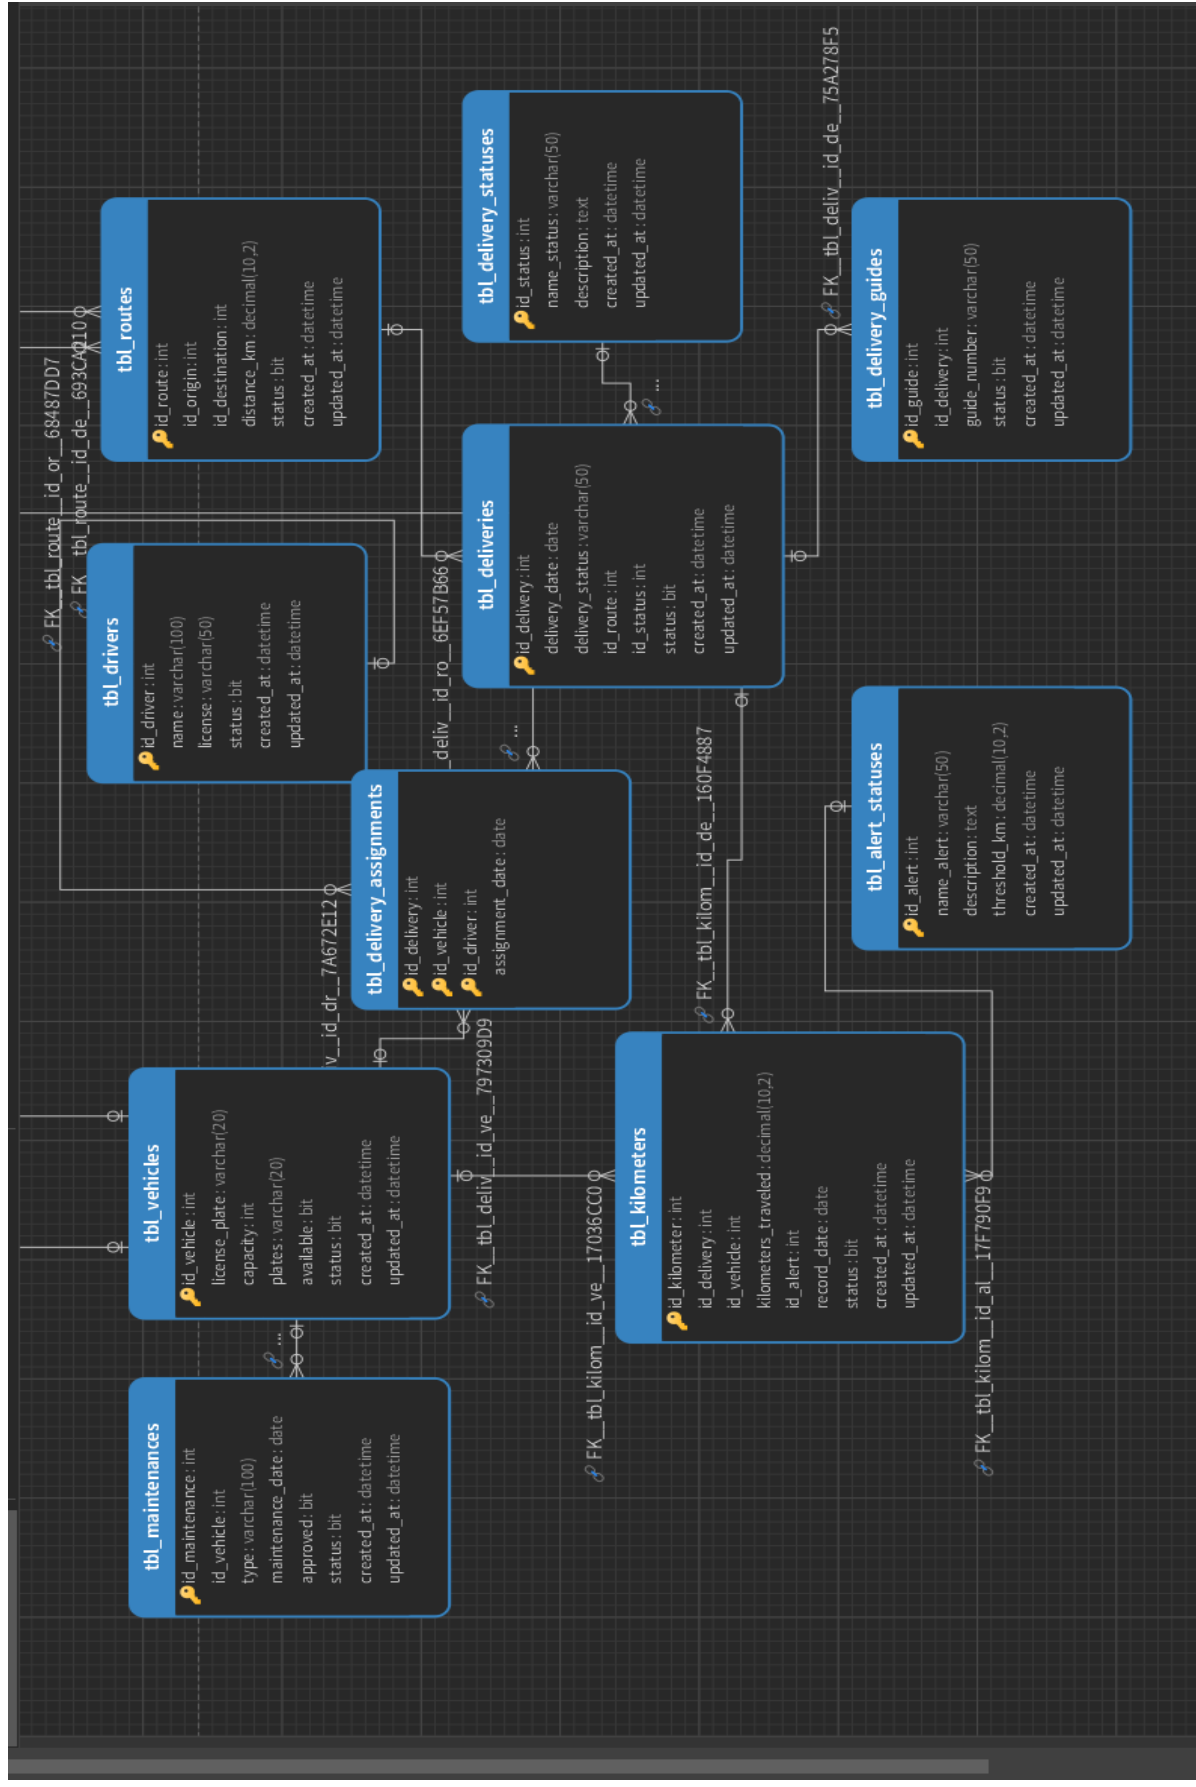 tbl_maintenances
id_maintenance: int
id_vehicle: int
type: varchar(100)
maintenance_date: date
approved: bit
status: bit
created_at: datetime
updated_at: datetime
...
tbl_vehicles
id_vehicle: int
license_plate: varchar(20)
capacity: int
plates: varchar(20)
available: bit
status: bit
created_at: datetime
updated_at: datetime
FK__tbl_deliv__id_ve__797309D9
iv__id_dr__7A672E12
tbl_drivers
id_driver: int
name: varchar(100)
license: varchar(50)
status: bit
created_at: datetime
updated_at: datetime
FK__tbl_route__id_or__68487DD7
FK__tbl_route__id_de__693CA210
tbl_routes
id_route: int
id_origin: int
id_destination: int
distance_km: decimal(10,2)
status: bit
created_at: datetime
updated_at: datetime
tbl_delivery_assignments
id_delivery: int
id_vehicle: int
id_driver: int
assignment_date: date
_deliv__id_ro__6EF57B66
...
tbl_deliveries
id_delivery: int
delivery_date: date
delivery_status: varchar(50)
id_route: int
id_status: int
status: bit
created_at: datetime
updated_at: datetime
...
tbl_delivery_statuses
id_status: int
name_status: varchar(50)
description: text
created_at: datetime
updated_at: datetime
FK__tbl_kilom__id_ve__17036CC0
tbl_kilometers
id_kilometer: int
id_delivery: int
id_vehicle: int
kilometers_traveled: decimal(10,2)
id_alert: int
record_date: date
status: bit
created_at: datetime
updated_at: datetime
FK__tbl_kilom__id_de__160F4887
FK__tbl_kilom__id_al__17F790F9
tbl_alert_statuses
id_alert: int
name_alert: varchar(50)
description: text
threshold_km: decimal(10,2)
created_at: datetime
updated_at: datetime
FK__tbl_deliv__id_de__75A278F5
tbl_delivery_guides
id_guide: int
id_delivery: int
guide_number: varchar(50)
status: bit
created_at: datetime
updated_at: datetime